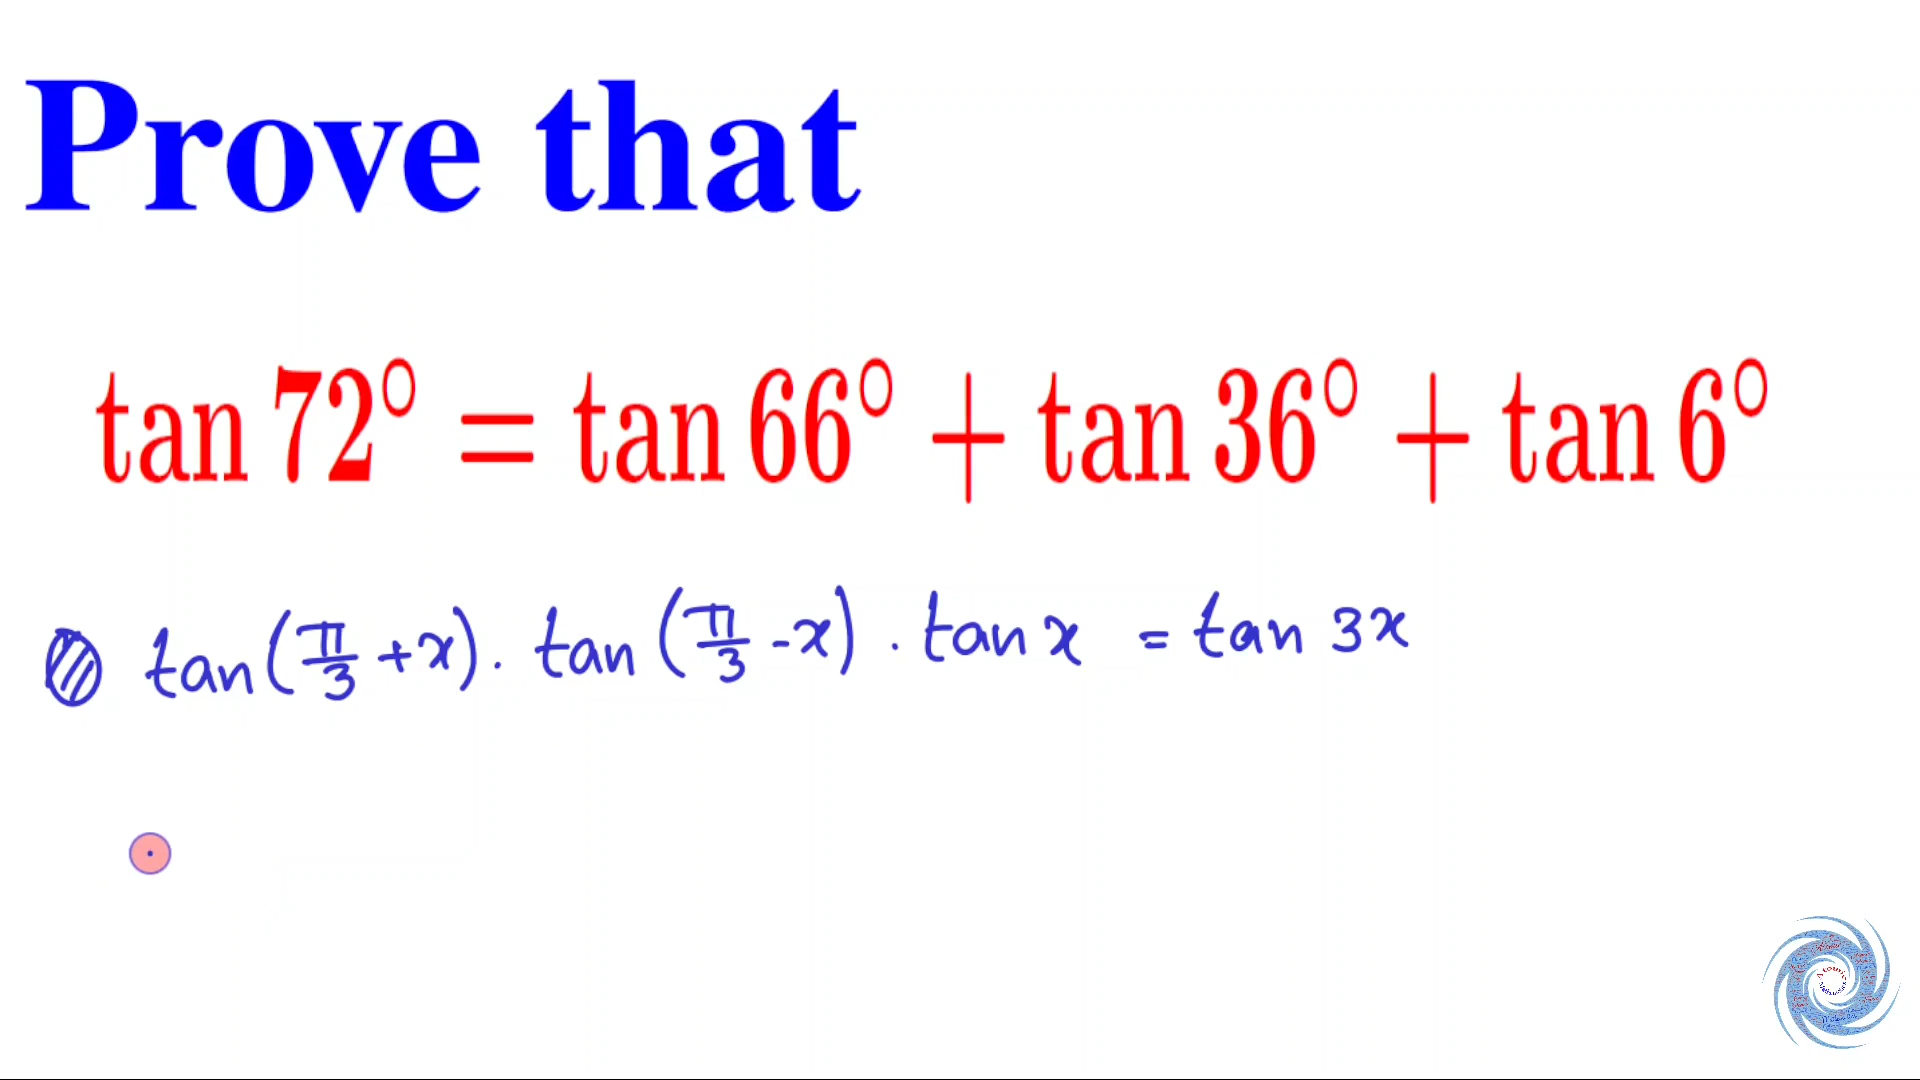 Prove that
tan 72° = tan 66° + tan 36° + tan 6°
tan(π/3 + x) . tan(π/3 - x) . tan x = tan 3x